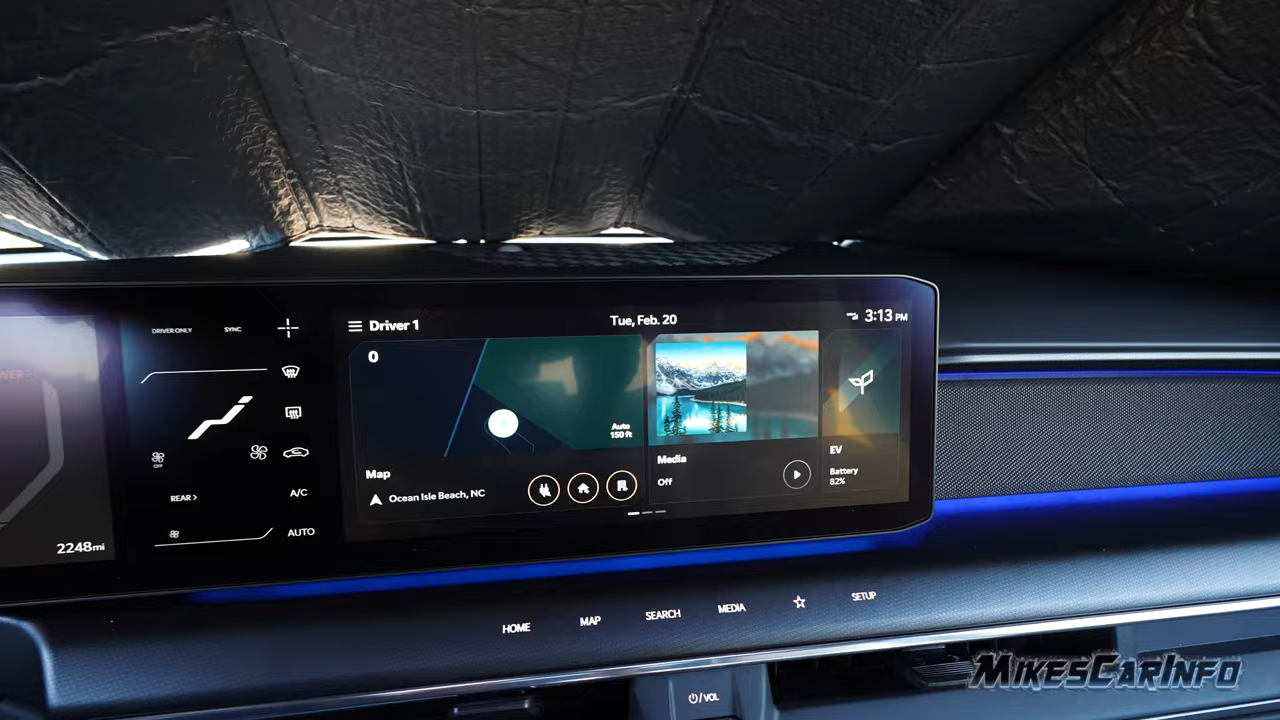 WER
2248mi
DRIVER ONLY SYNC
OFF
REAR >
A/C
AUTO
Driver 1
Tue, Feb. 20
3:13 PM
0
Auto
150 ft
Map
Ocean Isle Beach, NC
Media
Off
EV
Battery
82%
HOME MAP SEARCH MEDIA SETUP
/VOL
MIKESCARINFO